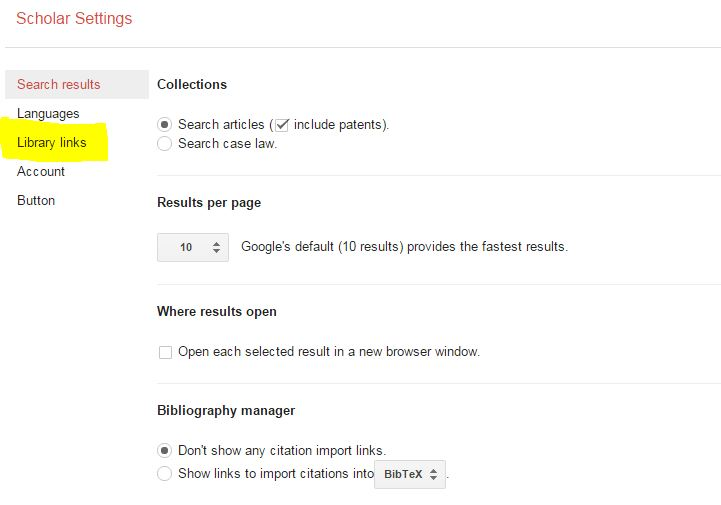 Scholar Settings
Search results
Languages
Library links
Account
Button
Collections
Search articles (include patents).
Search case law.
Results per page
10 Google's default (10 results) provides the fastest results.
Where results open
Open each selected result in a new browser window.
Bibliography manager
Don't show any citation import links.
Show links to import citations into BibTeX .